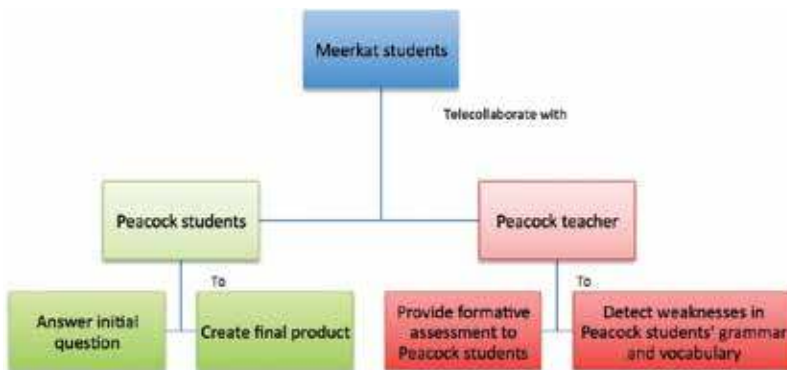 Meerkat students
Telecollaborate with
Peacock students
Peacock teacher
To
To
Answer initial
question
Create final product
Provide formative
assessment to
Peacock students
Detect weaknesses in
Peacock students' grammar
and vocabulary